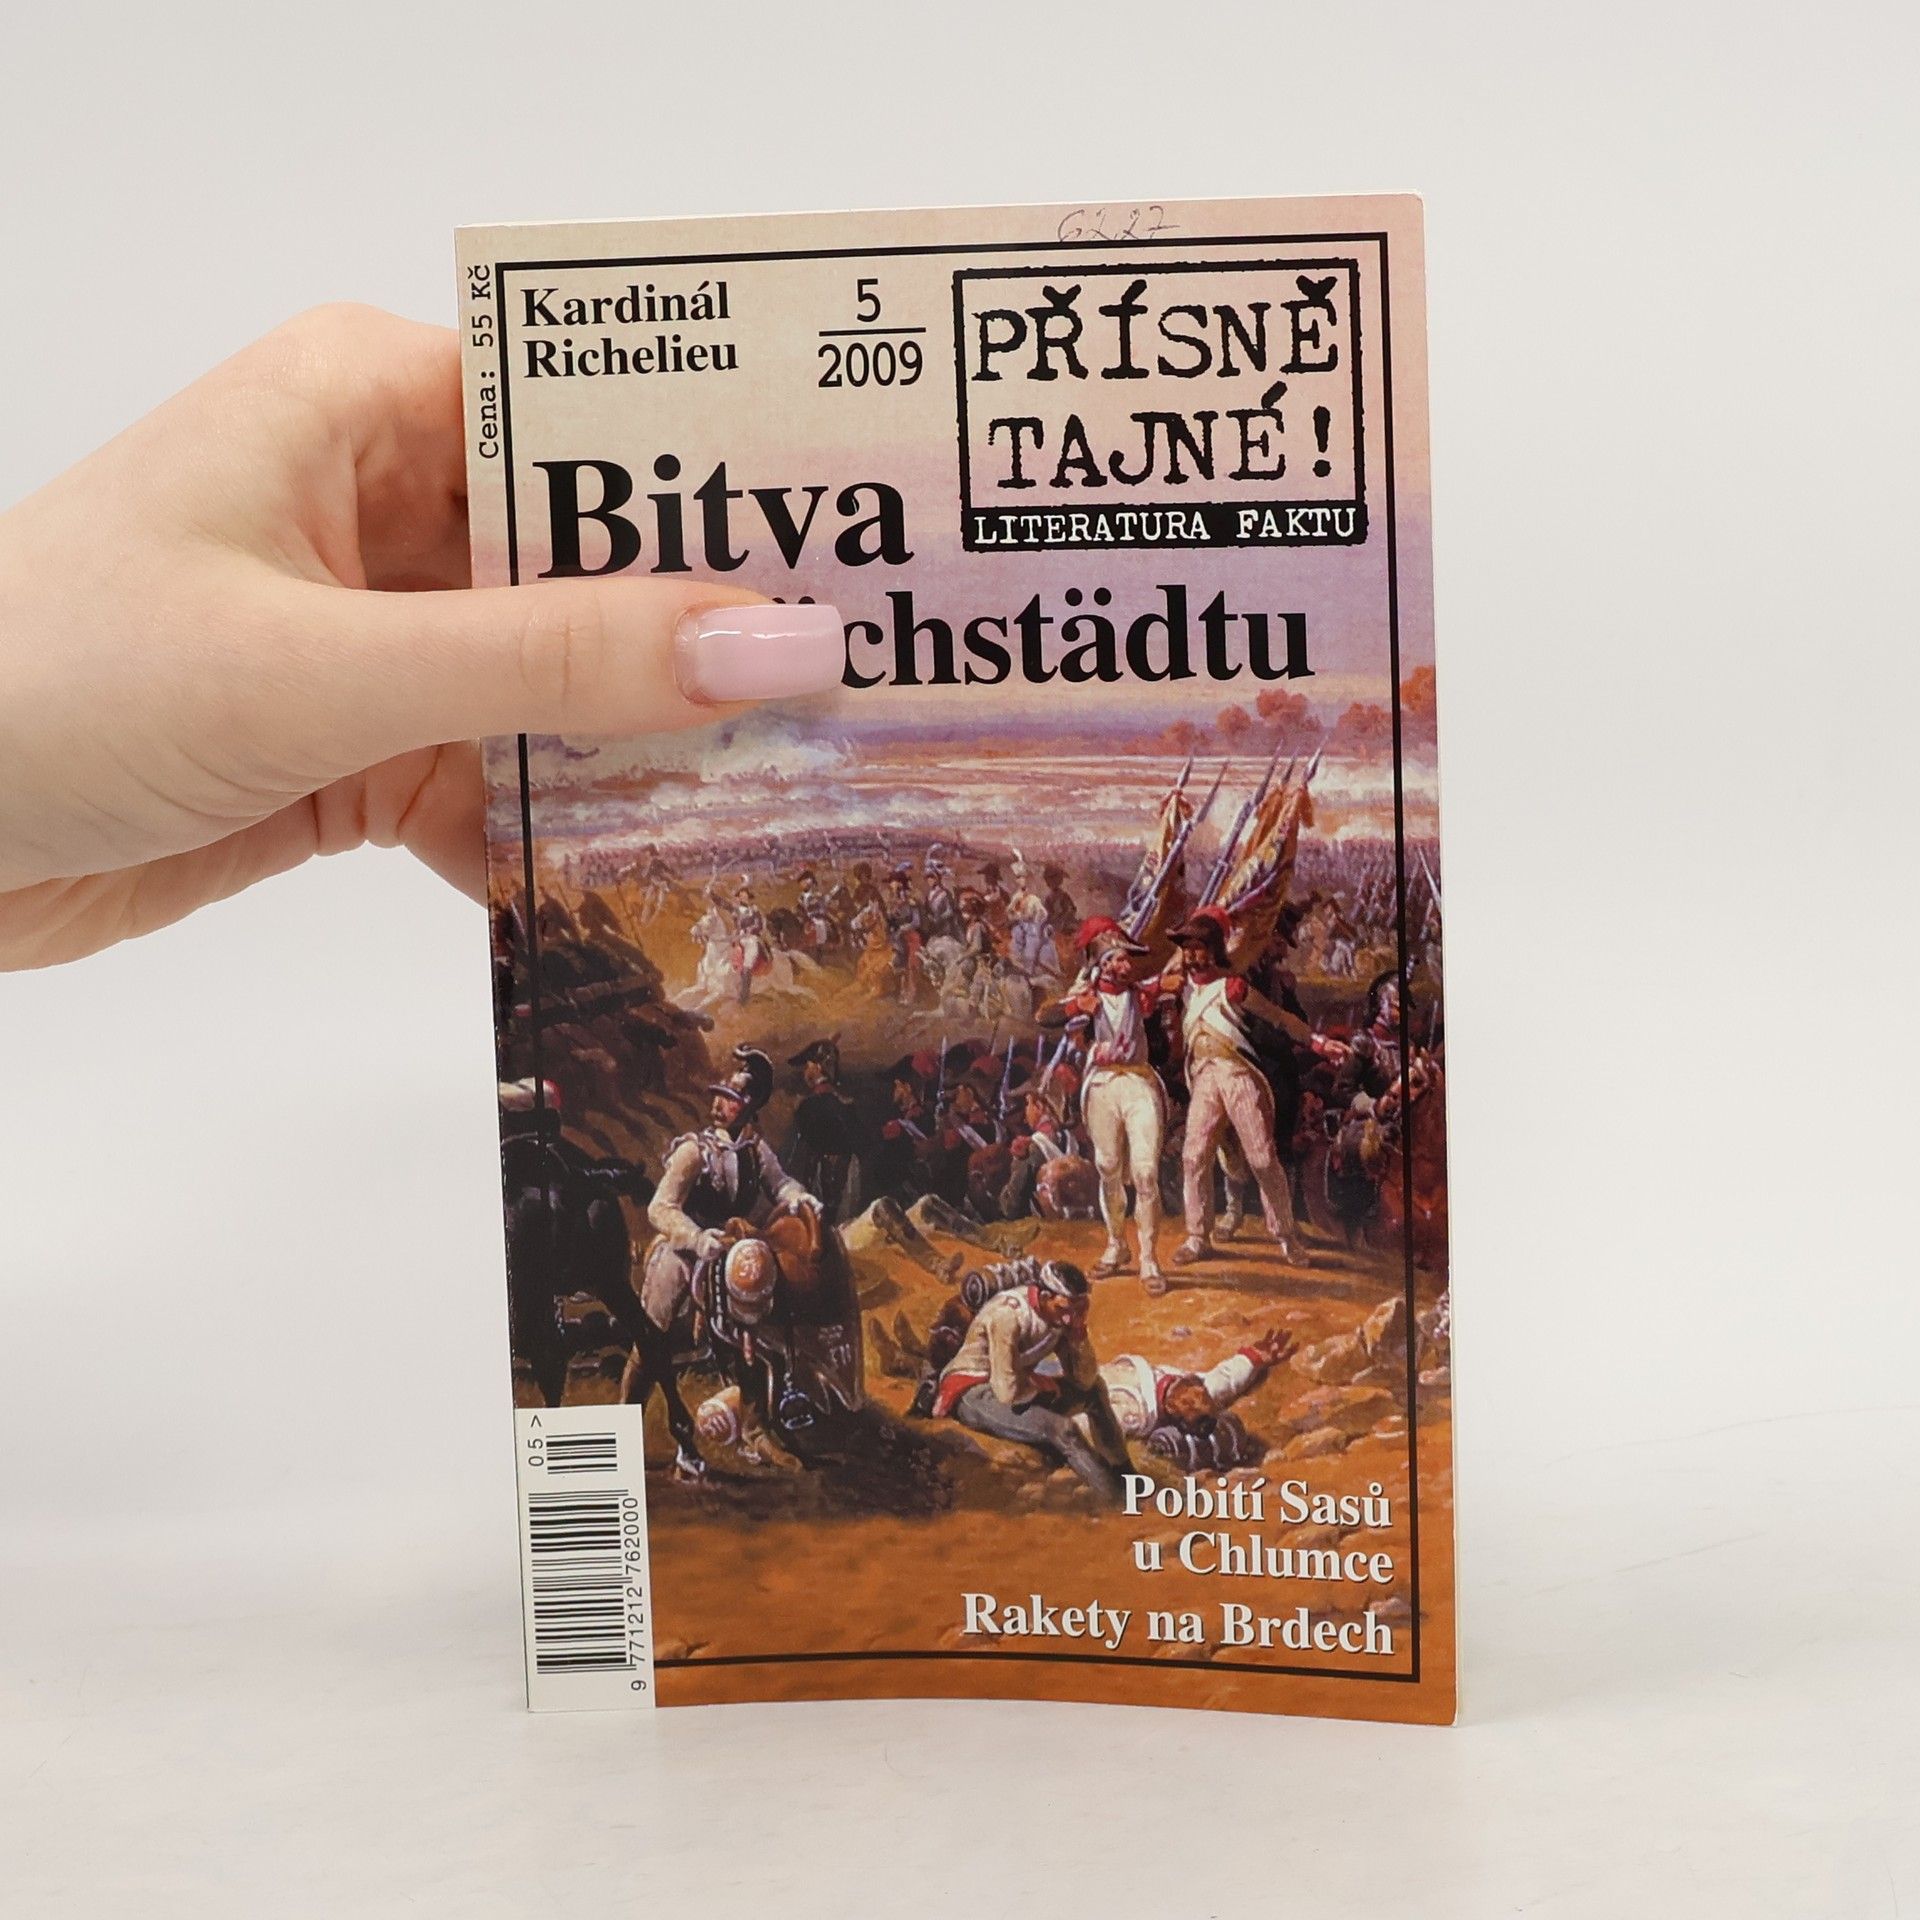 6227
Cena: 55 Kč
Kardinál
Richelieu
5
2009
PŘÍSNĚ
TAJNÉ!
LITERATURA FAKTU
Bitva
chstädtu
Pobití Sasů
u Chlumce
Rakety na Brdech
05 >
9 771212 762000